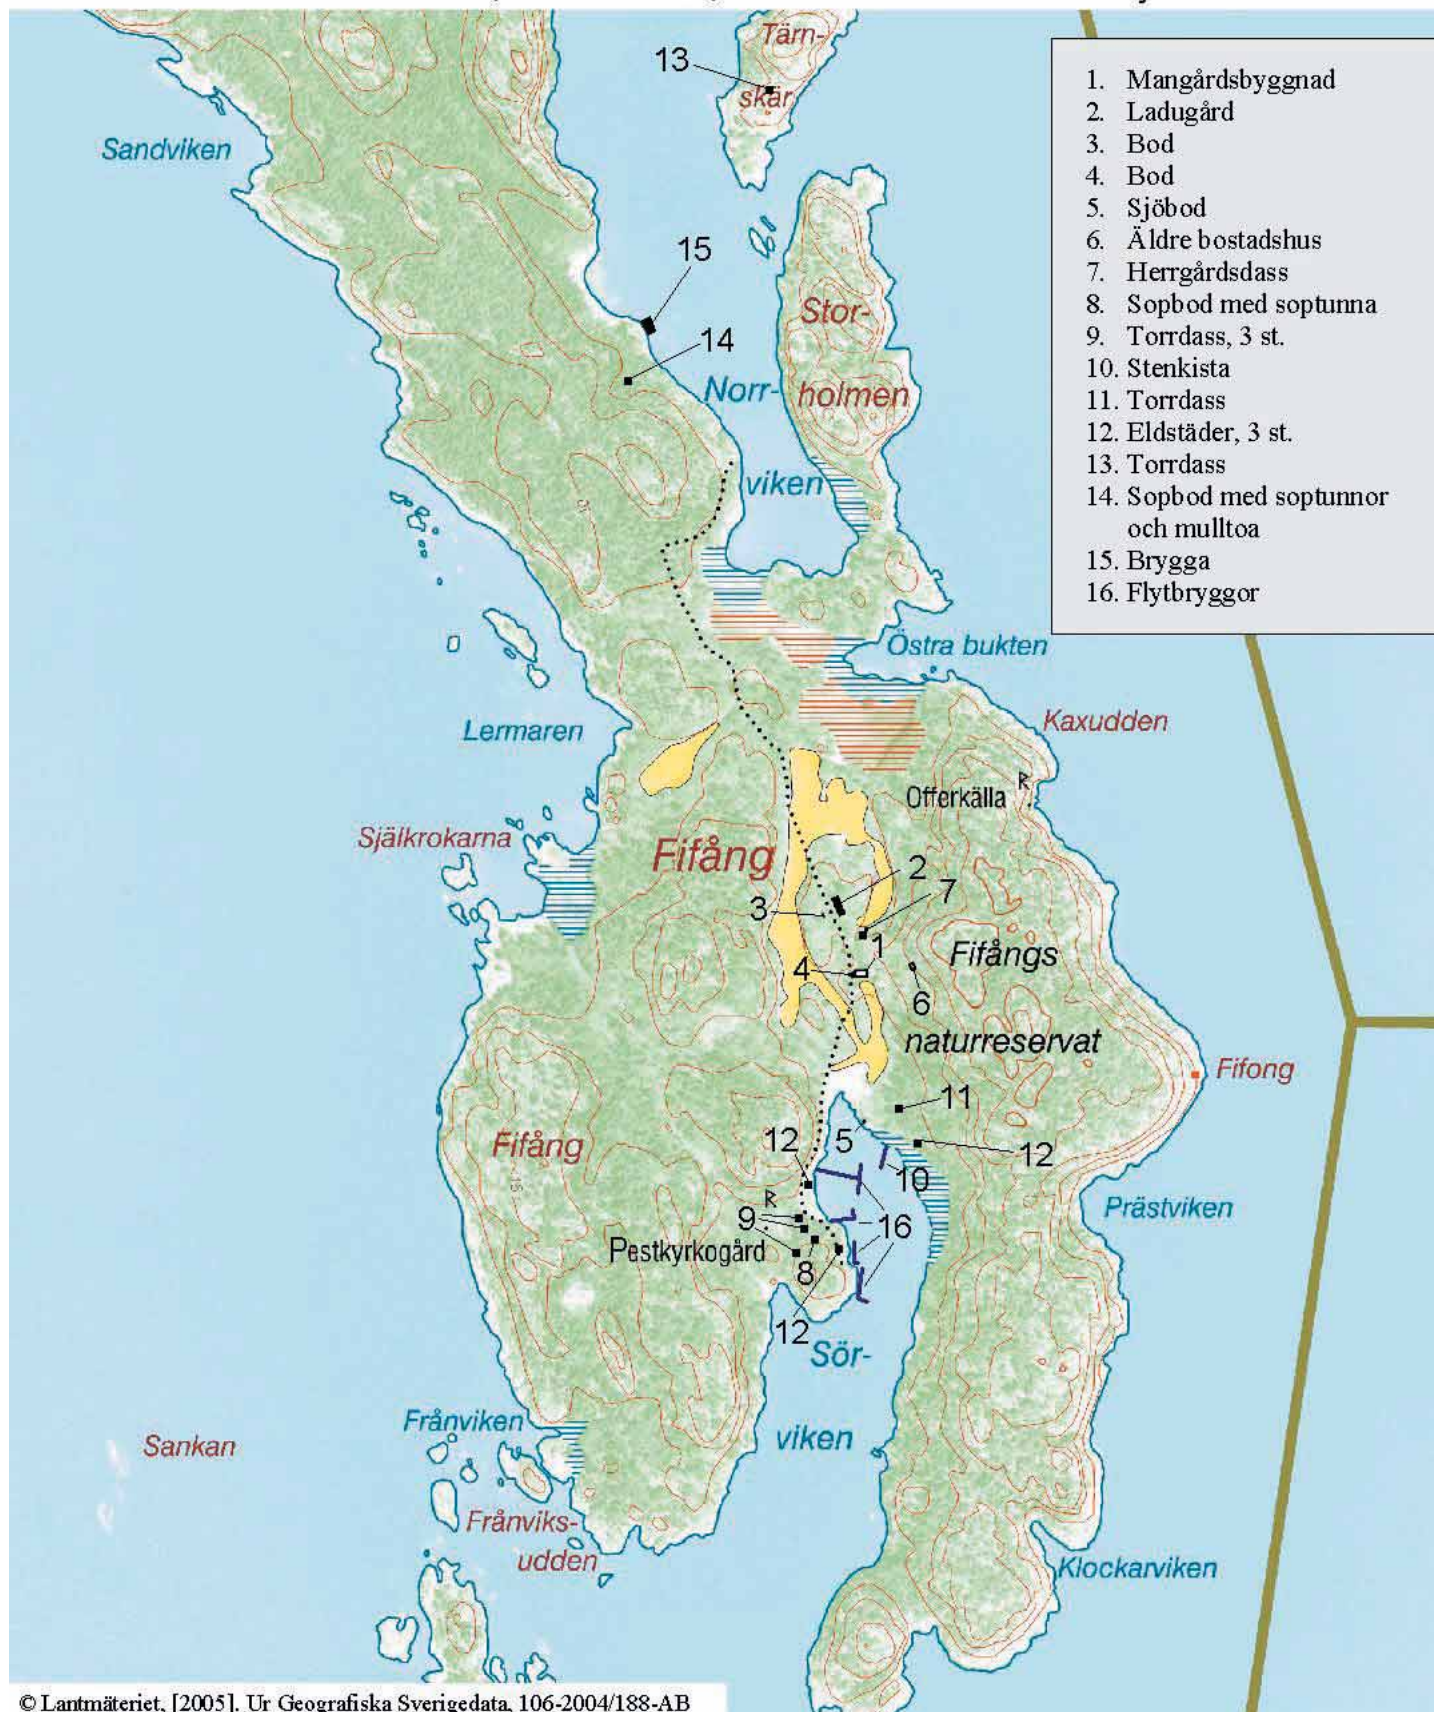 Tärn-
13
skär
Sandviken
1. Mangårdsbyggnad
2. Ladugård
3. Bod
4. Bod
5. Sjöbod
6. Äldre bostadshus
7. Herrgårdsdass
8. Sopbod med soptunna
9. Torrdass, 3 st.
10. Stenkista
11. Torrdass
12. Eldstäder, 3 st.
13. Torrdass
14. Sopbod med soptunnor
och mulltoa
15. Brygga
16. Flytbryggor
15
14
Stor-
holmen
Norr-
viken
Östra bukten
Kaxudden
Lermaren
Offerkälla
R
Själkrokarna
Fifång
2
7
3
1
4
6
Fifångs
naturreservat
Fifong
11
12
5
12
10
Fifång
15
R
9
16
Prästviken
Pestkyrkogård
8
12
Sör-
viken
Frånviken
Sankan
Frånviks-
udden
Klockarviken
© Lantmäteriet, [2005]. Ur Geografiska Sverigedata, 106-2004/188-AB